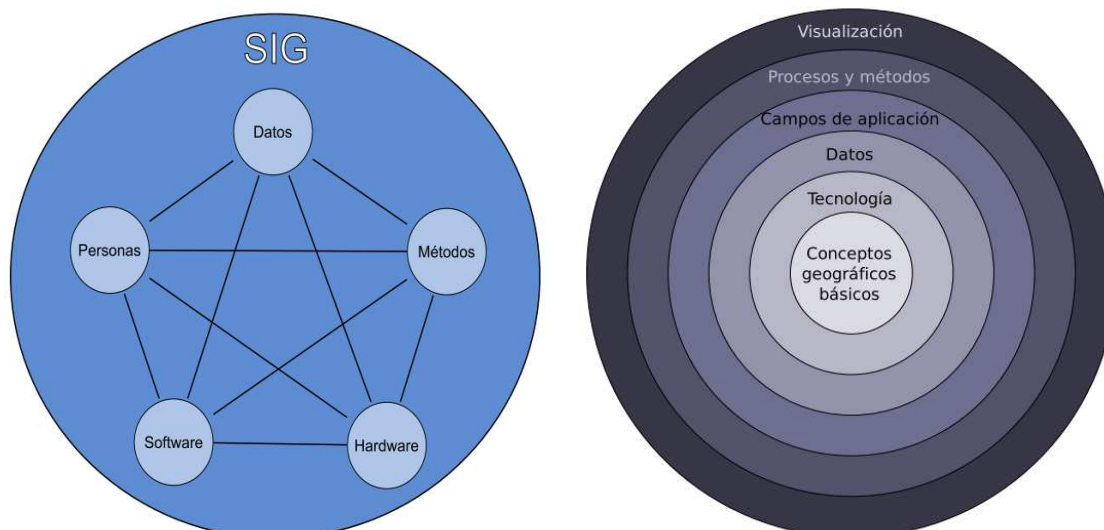 SIG
Datos
Personas
Métodos
Software
Hardware
Visualización
Procesos y métodos
Campos de aplicación
Datos
Tecnología
Conceptos
geográficos
básicos